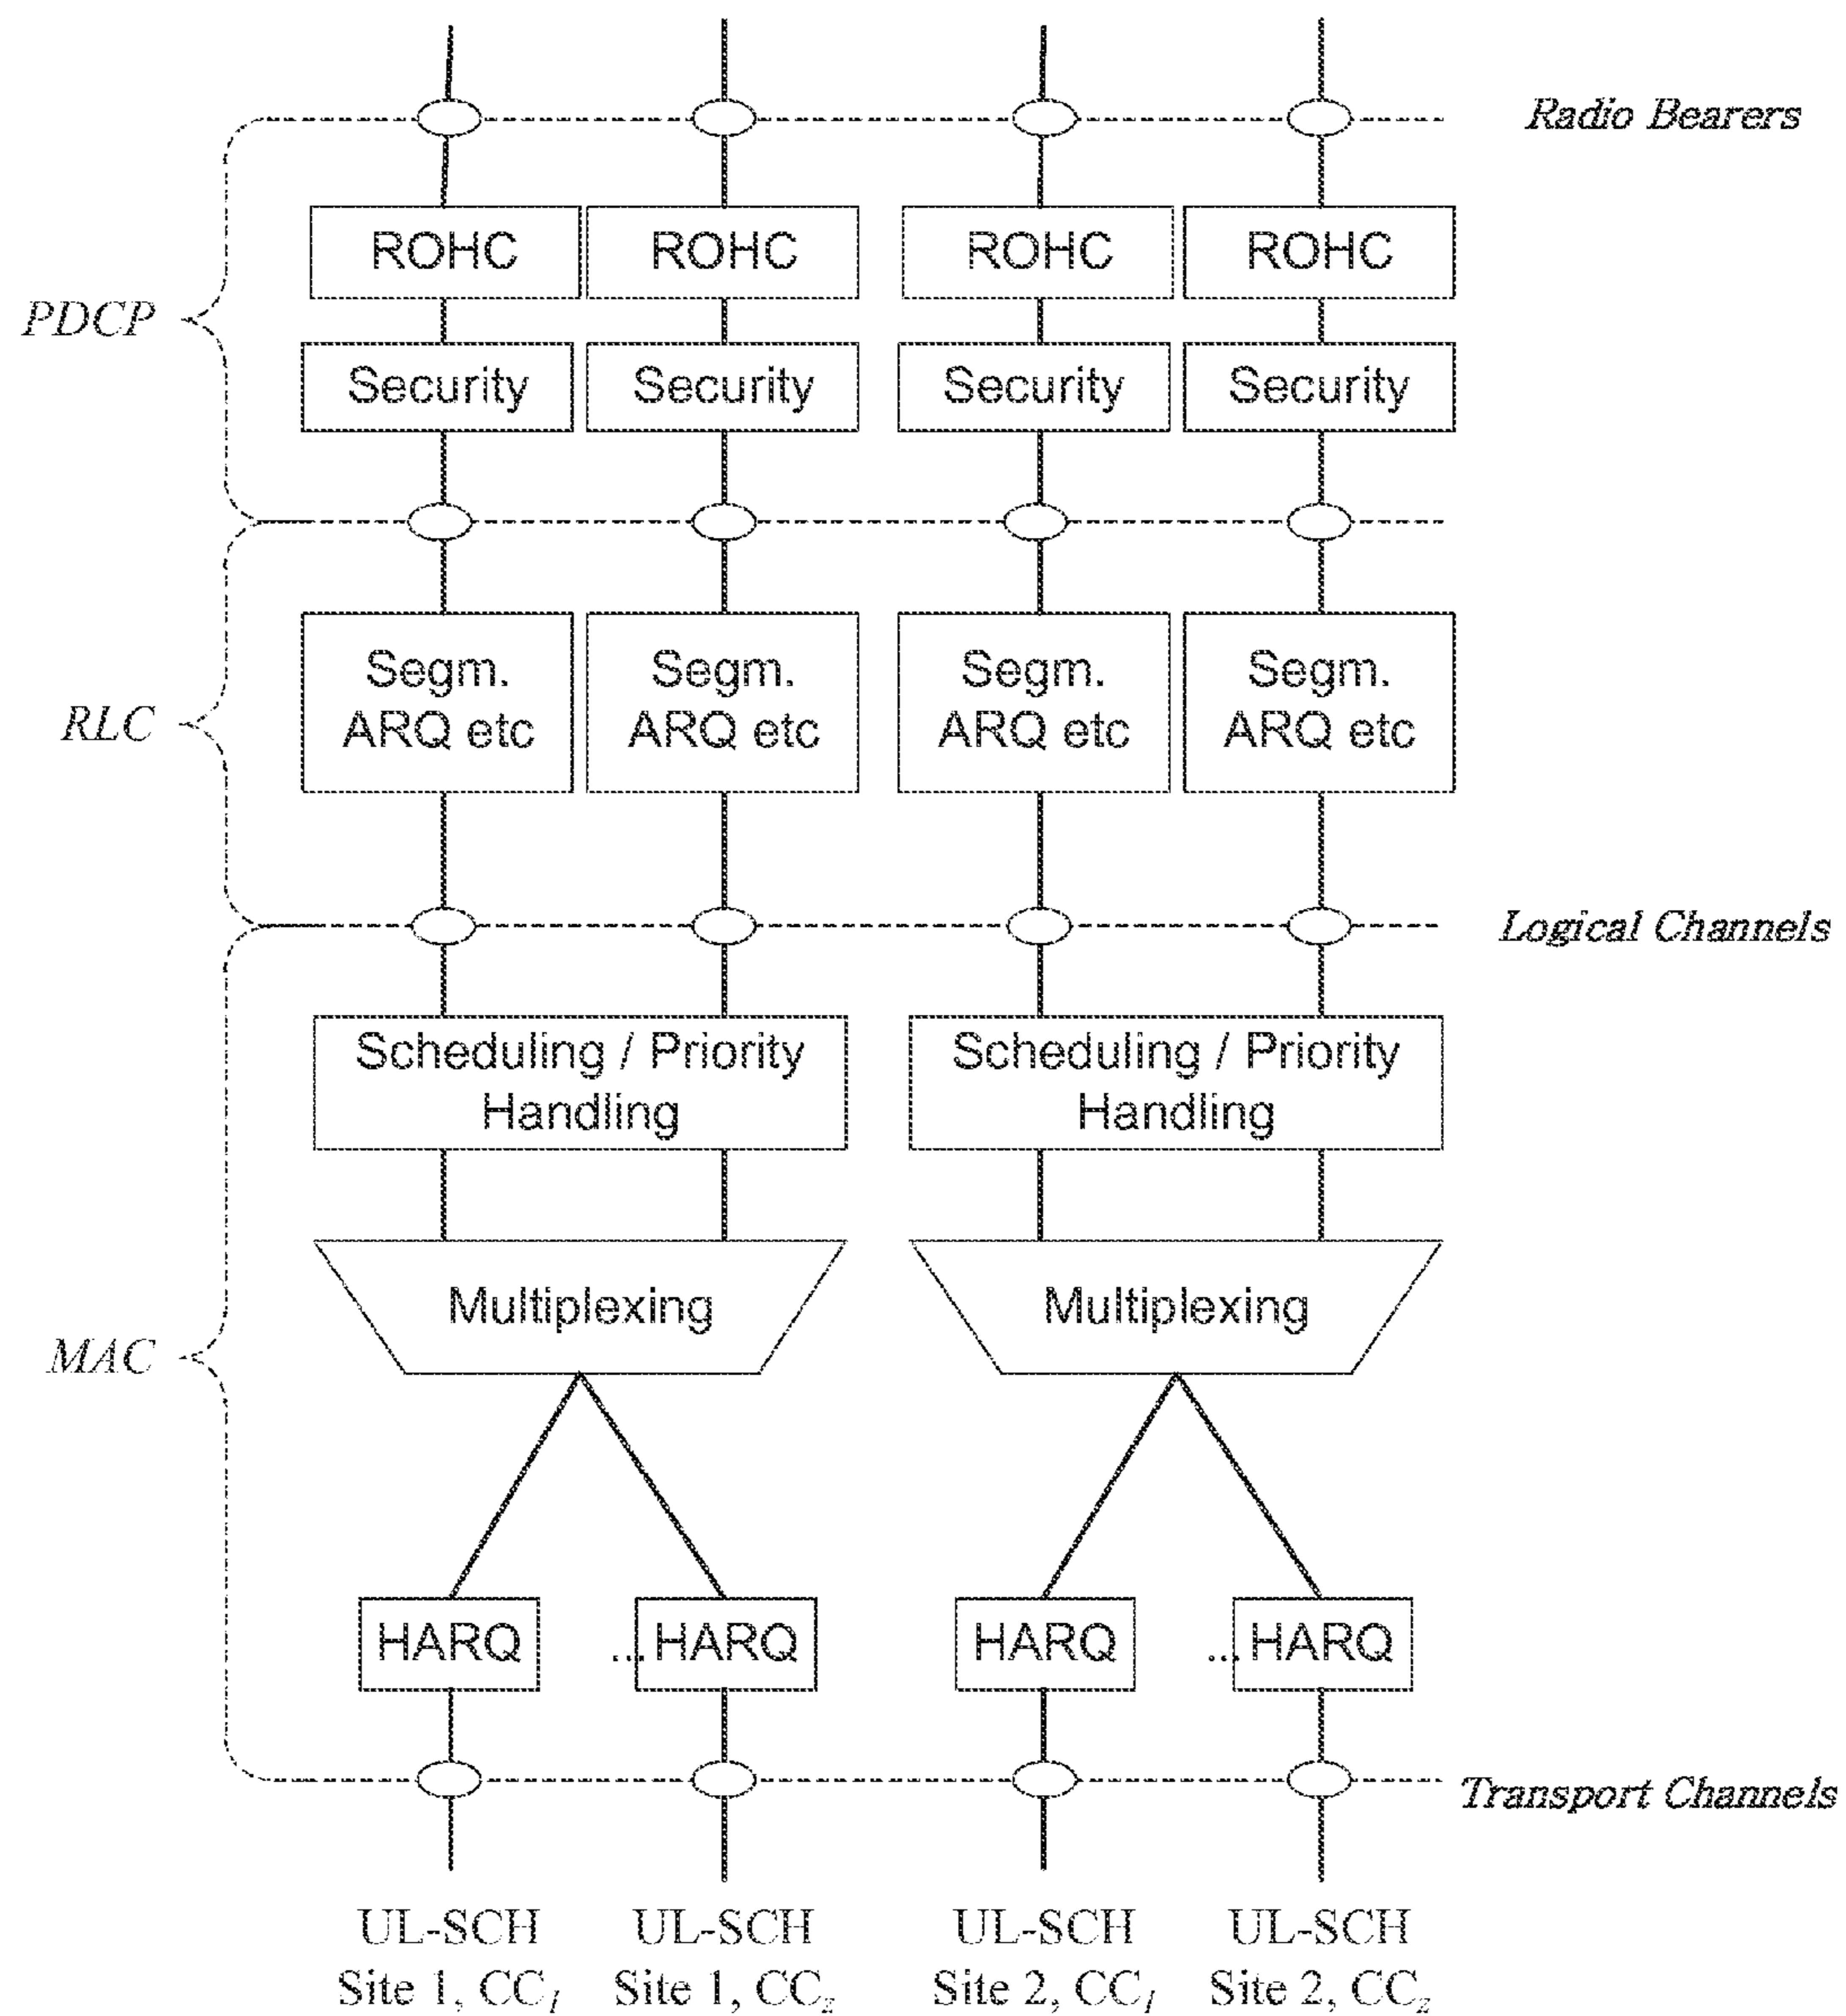 Radio Bearers
ROHC ROHC ROHC ROHC
PDCP
Security Security Security Security
Segm. Segm. Segm. Segm.
RLC
ARQ etc ARQ etc ARQ etc ARQ etc
Logical Channels
Scheduling / Priority Scheduling / Priority
Handling Handling
Multiplexing Multiplexing
MAC
HARQ ...HARQ HARQ ...HARQ
Transport Channels
UL-SCH UL-SCH UL-SCH UL-SCH
Site 1, CC1 Site 1, CCz Site 2, CC1 Site 2, CCz